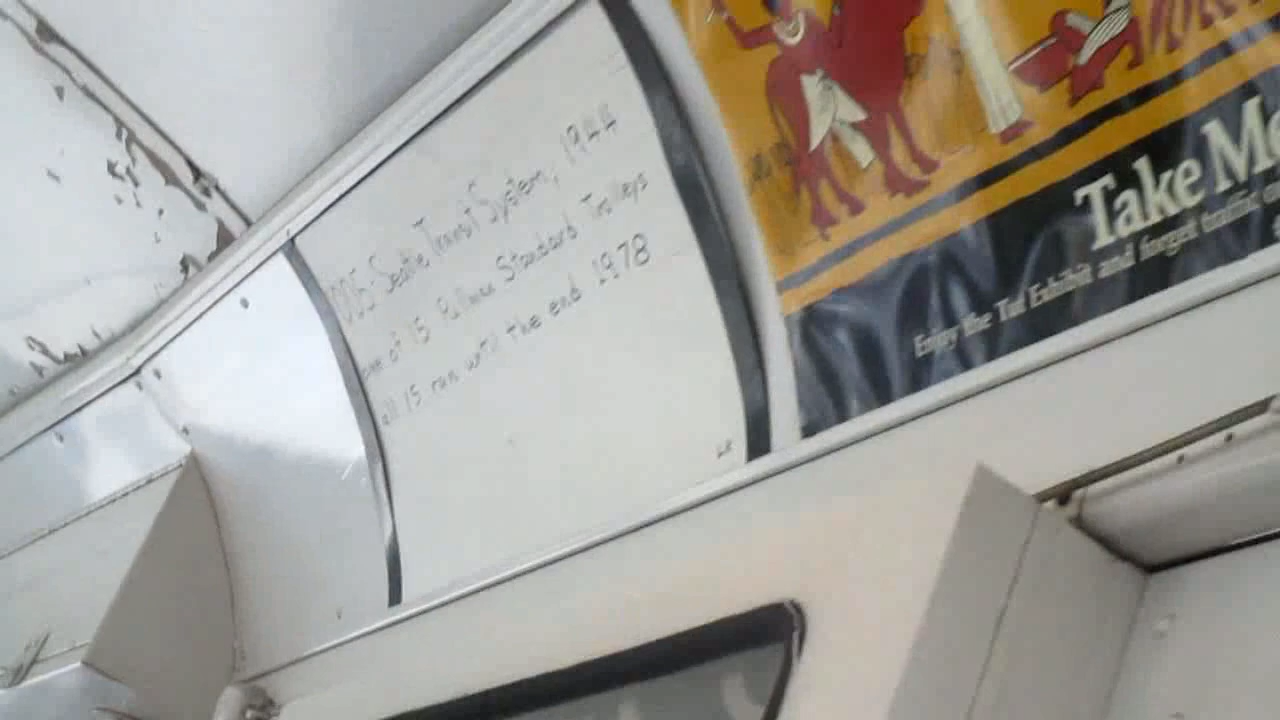 1005: Seattle Transit System, 1944
one of 15 Pullman Standard Trolleys
all 15 ran until the end 1978
Take Me
Enjoy the Tut Exhibit and forget traffic